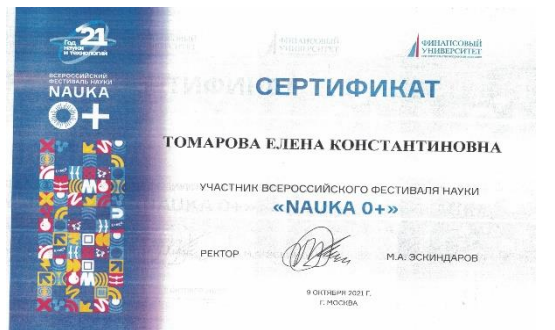 Год
науки
и технологий
21
ВСЕРОССИЙСКИЙ
ФЕСТИВАЛЬ НАУКИ
NAUKA
0+
ФИНАНСОВЫЙ
УНИВЕРСИТЕТ
СЕРТИФИКАТ
ТОМАРОВА ЕЛЕНА КОНСТАНТИНОВНА
УЧАСТНИК ВСЕРОССИЙСКОГО ФЕСТИВАЛЯ НАУКИ
«NAUKA 0+»
РЕКТОР
М.А. ЭСКИНДАРОВ
9 ОКТЯБРЯ 2021 Г.
Г. МОСКВА